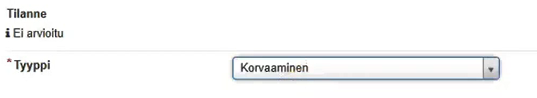 Tilanne
Ei arvioitu
* Tyyppi
Korvaaminen